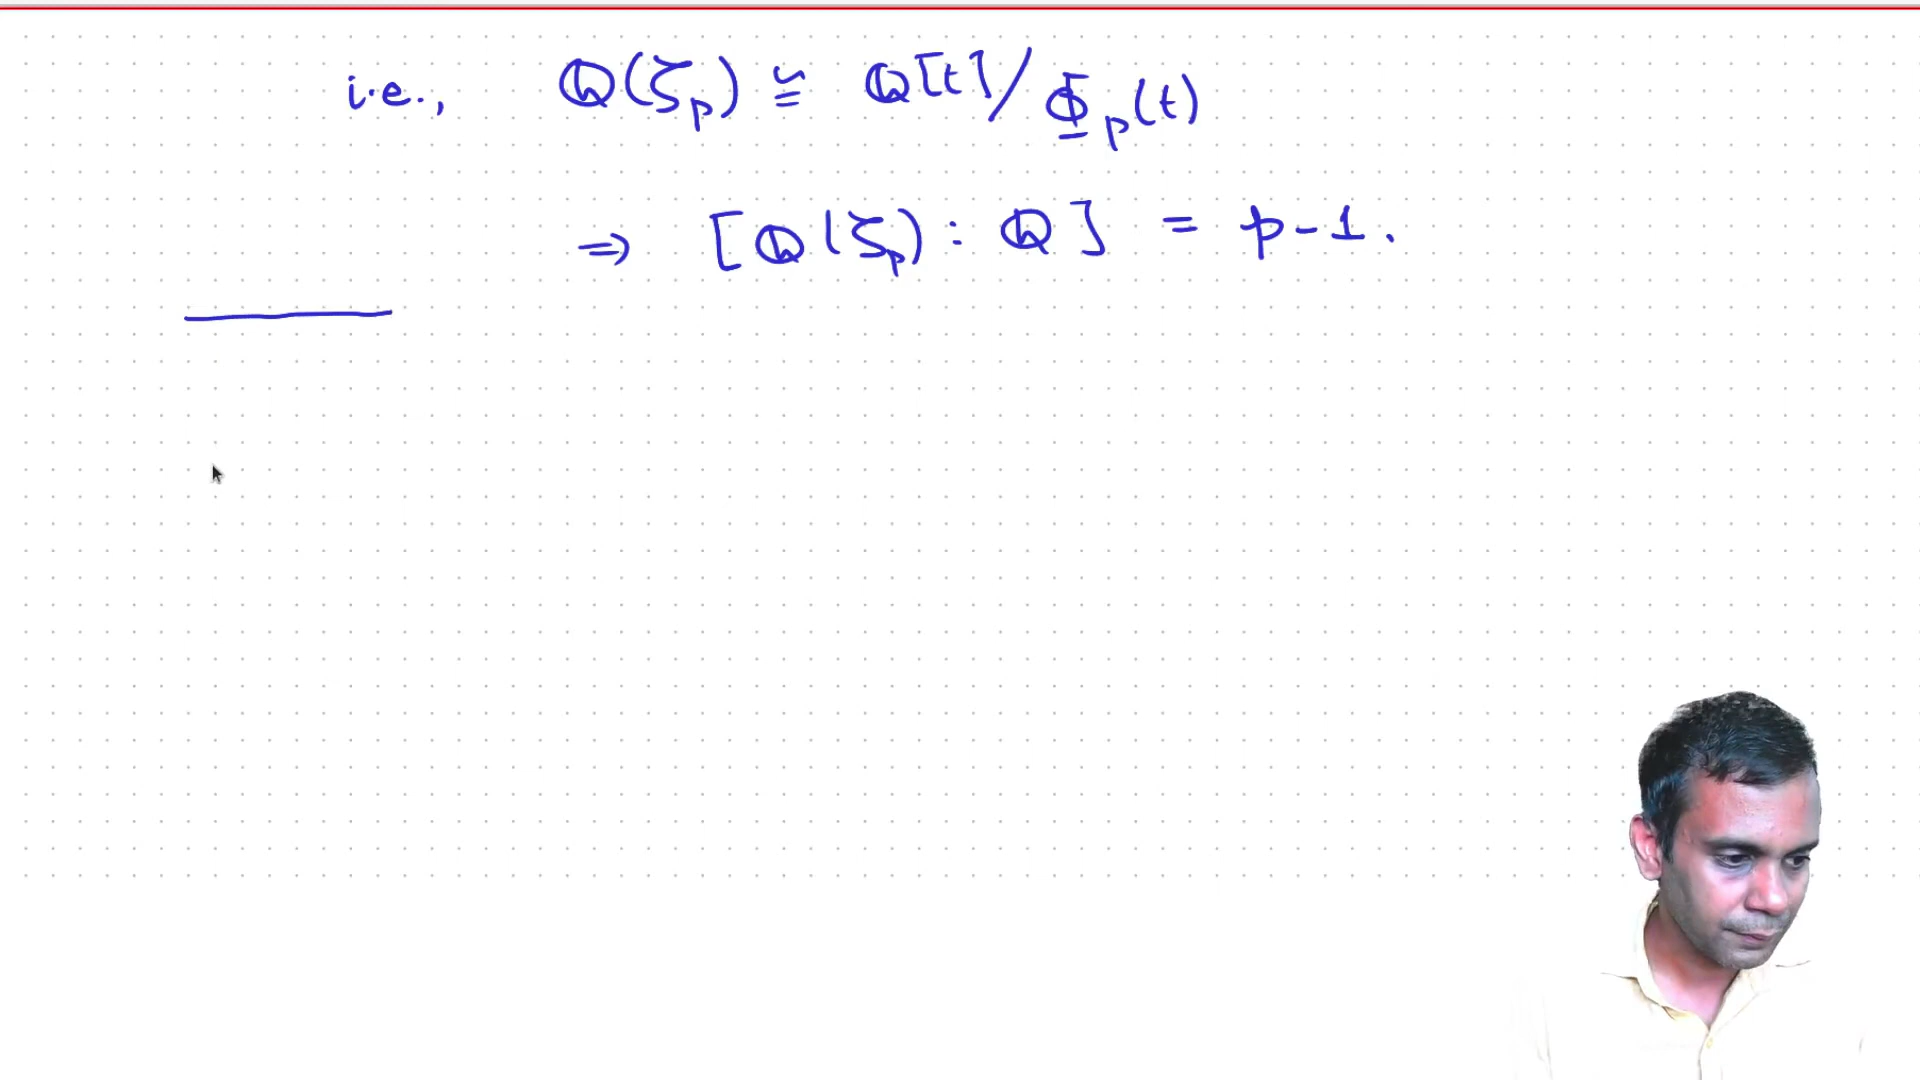 i.e., ℚ(ζ_p) ≅ ℚ[t]/Φ_p(t)
⇒ [ℚ(ζ_p) : ℚ] = p-1.